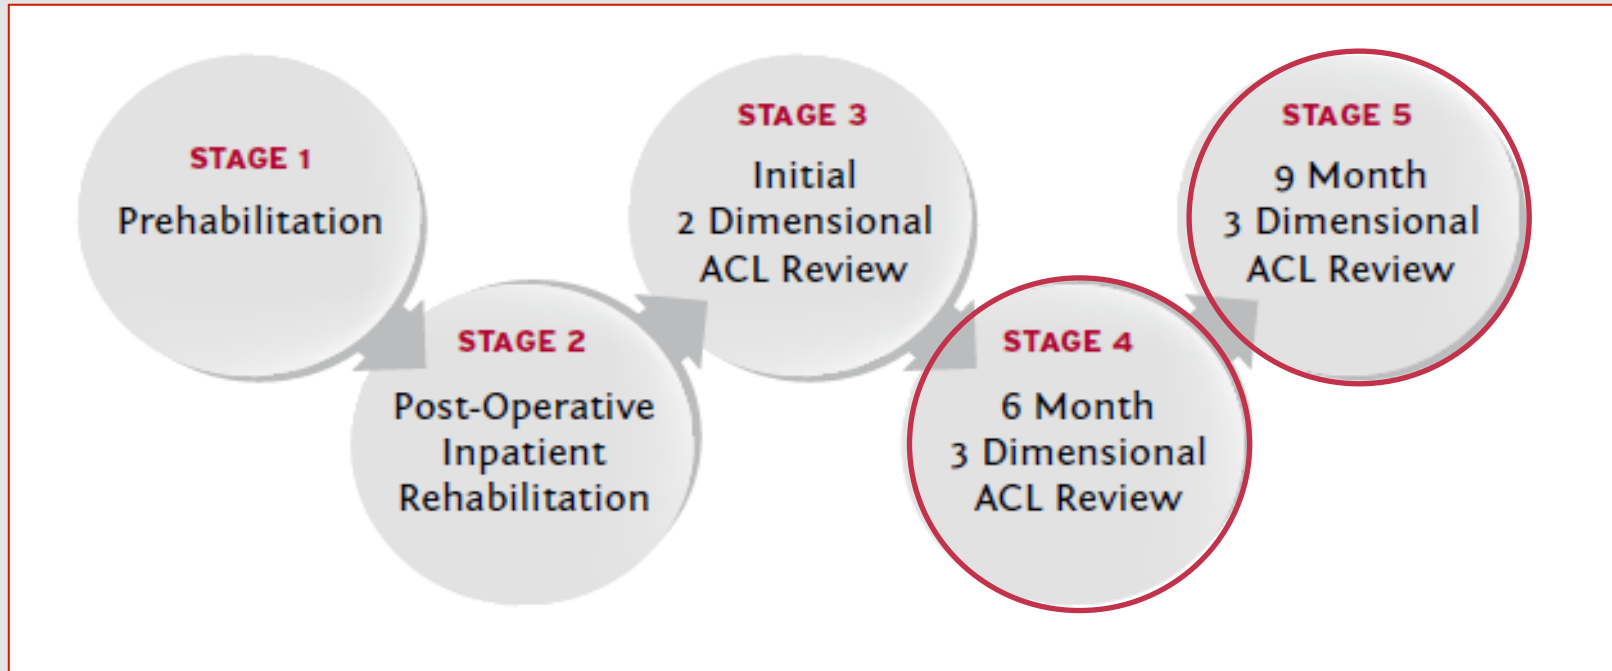 STAGE 1
Prehabilitation
STAGE 2
Post-Operative
Inpatient
Rehabilitation
STAGE 3
Initial
2 Dimensional
ACL Review
STAGE 4
6 Month
3 Dimensional
ACL Review
STAGE 5
9 Month
3 Dimensional
ACL Review